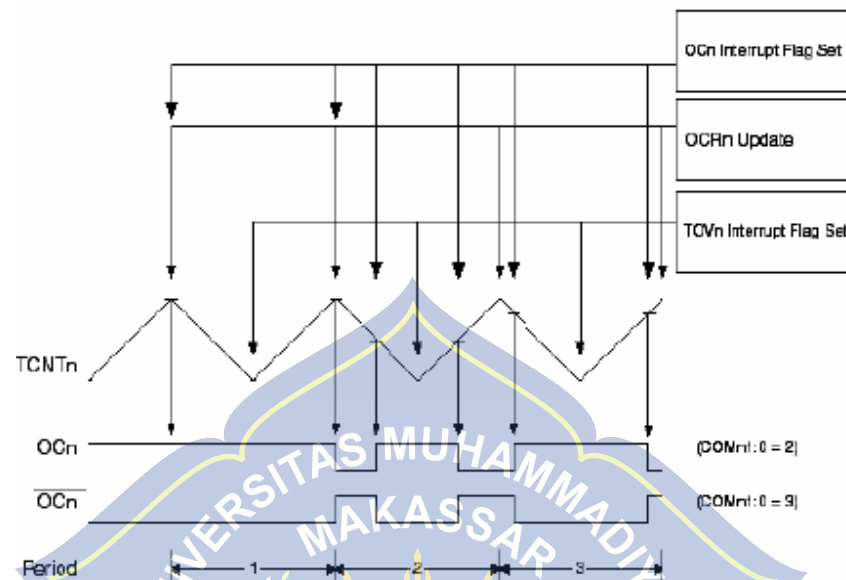 OCn Interrupt Flag Set
OCRn Update
TOVn Interrupt Flag Set
TCNTn
OCn
(COMn1:0 = 2)
OCn
(COMn1:0 = 3)
Period
1
2
3
UNIVERSITAS MUHAMMADIY
MAKASSAR